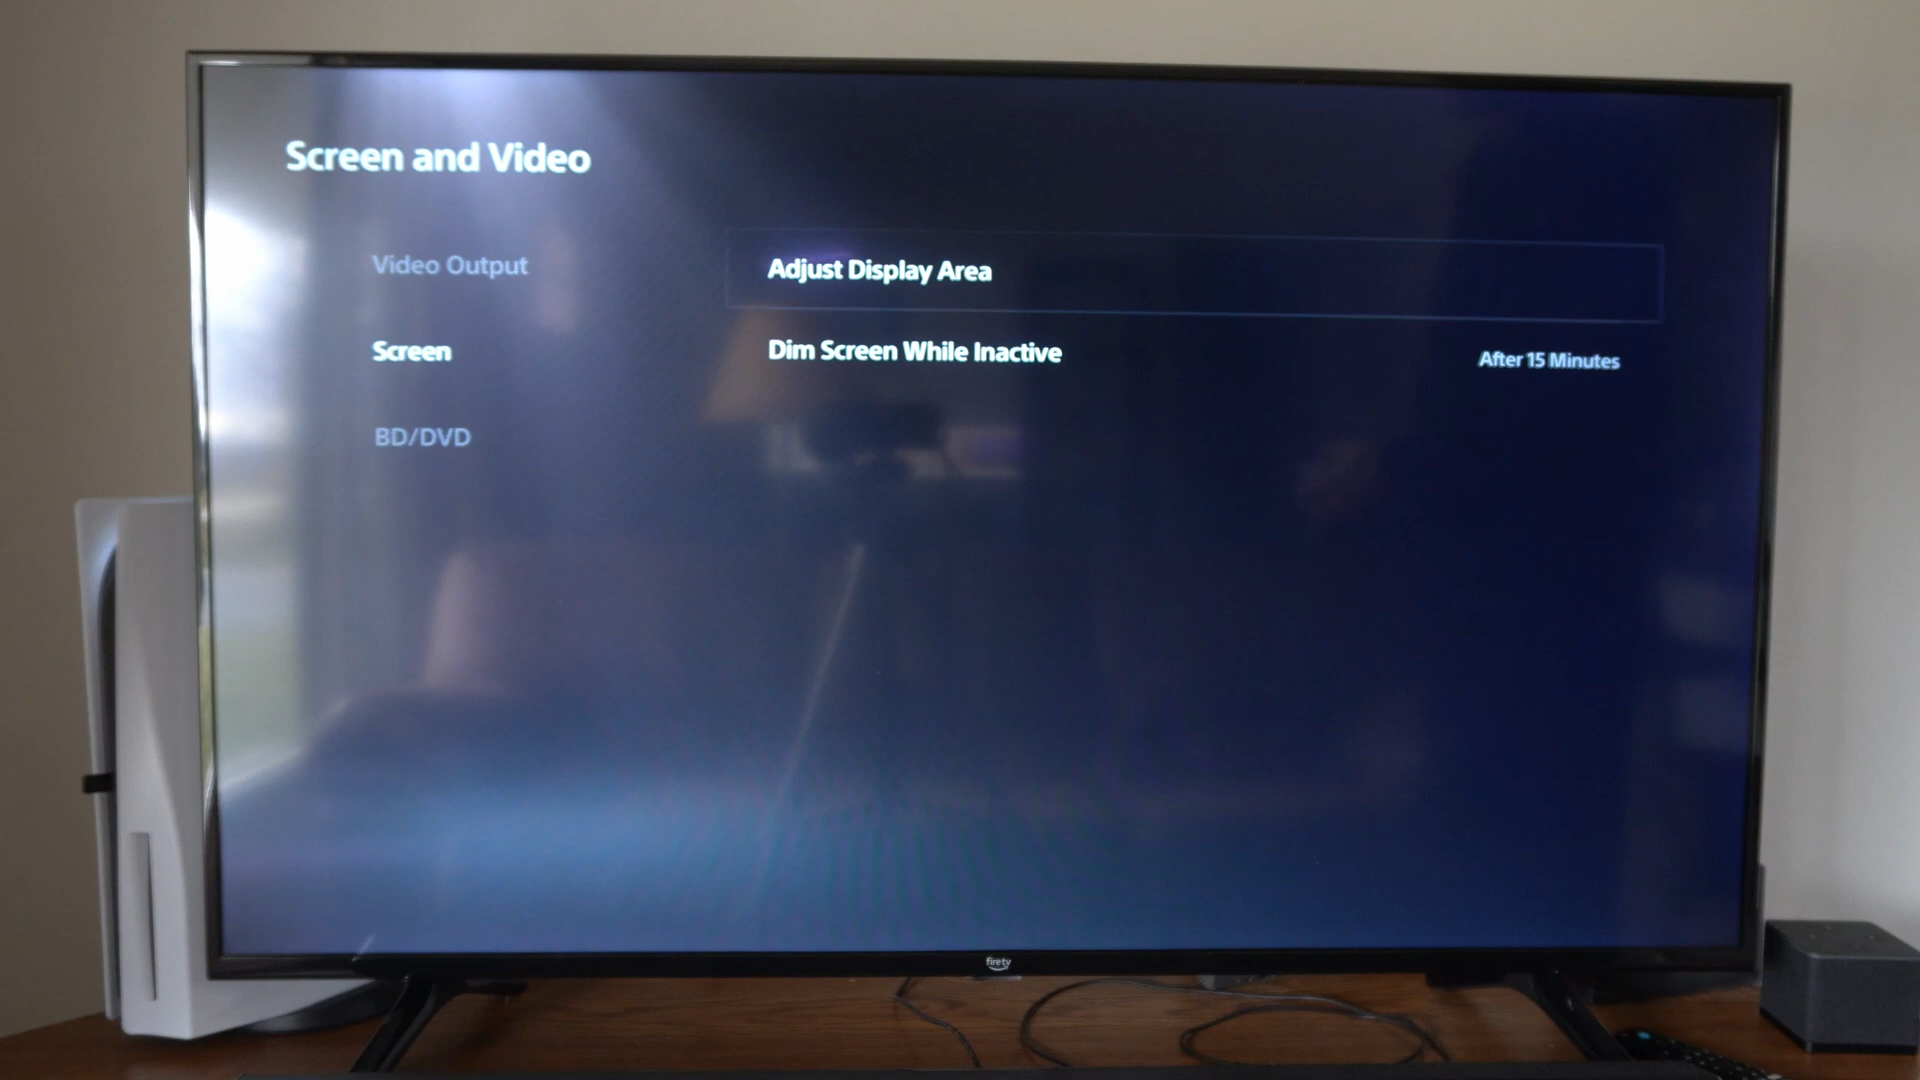 Screen and Video
Video Output
Adjust Display Area
Screen
Dim Screen While Inactive
After 15 Minutes
BD/DVD
firetv